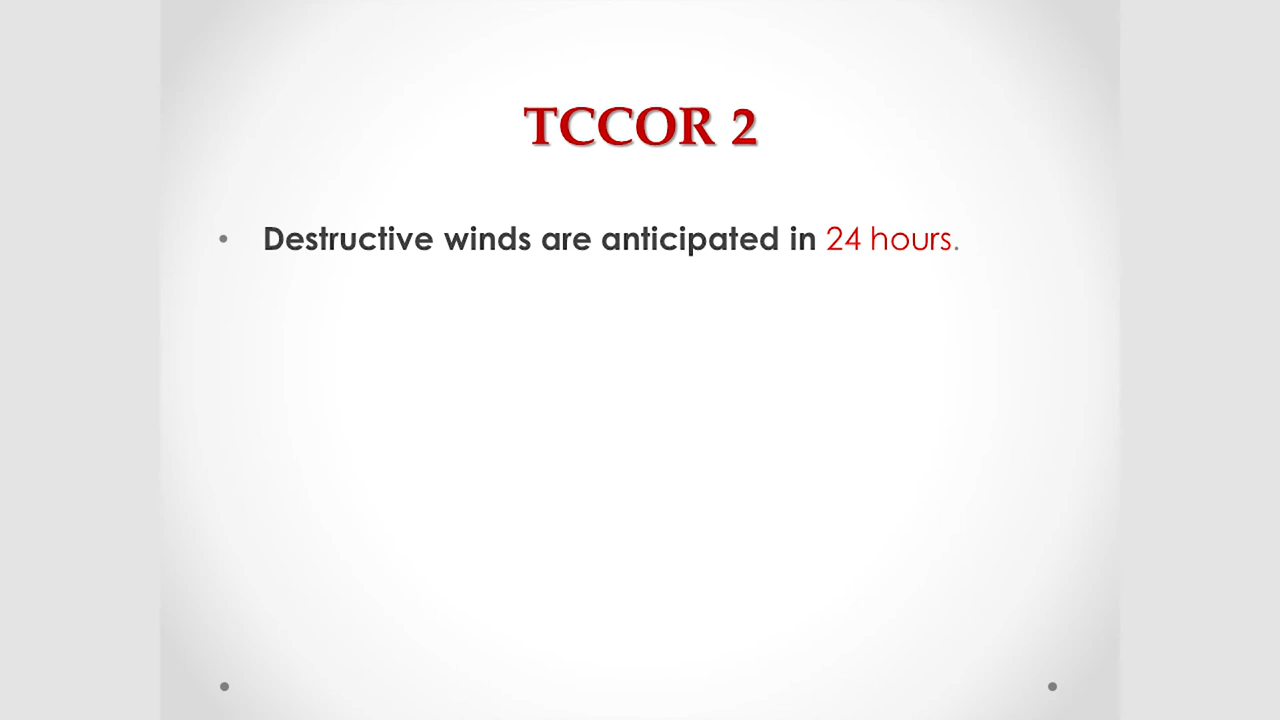 TCCOR 2
• Destructive winds are anticipated in 24 hours.